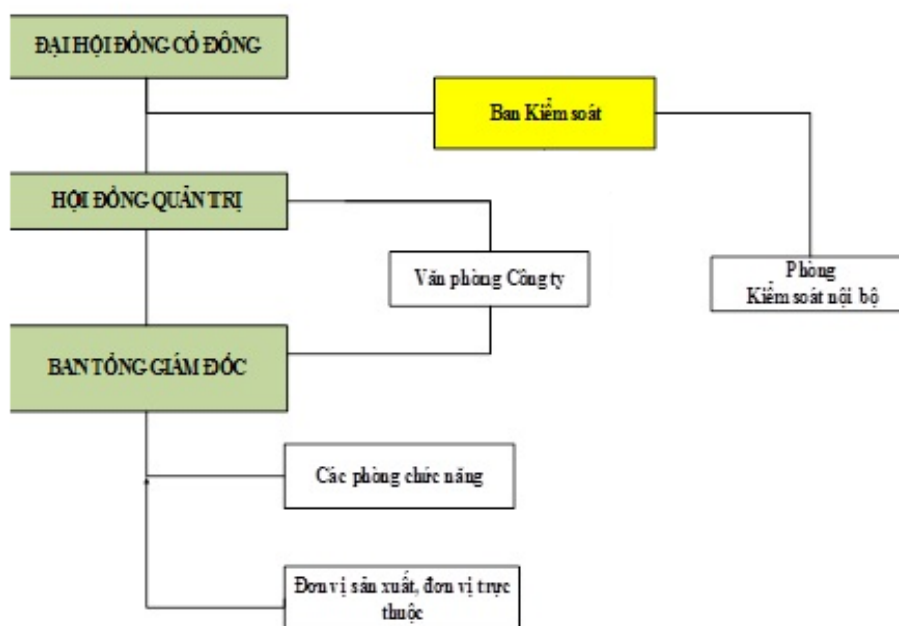 ĐẠI HỘI ĐỒNG CỔ ĐÔNG
Ban Kiểm soát
HỘI ĐỒNG QUẢN TRỊ
Văn phòng Công ty
Phòng
Kiểm soát nội bộ
BAN TỔNG GIÁM ĐỐC
Các phòng chức năng
Đơn vị sản xuất, đơn vị trực
thuộc